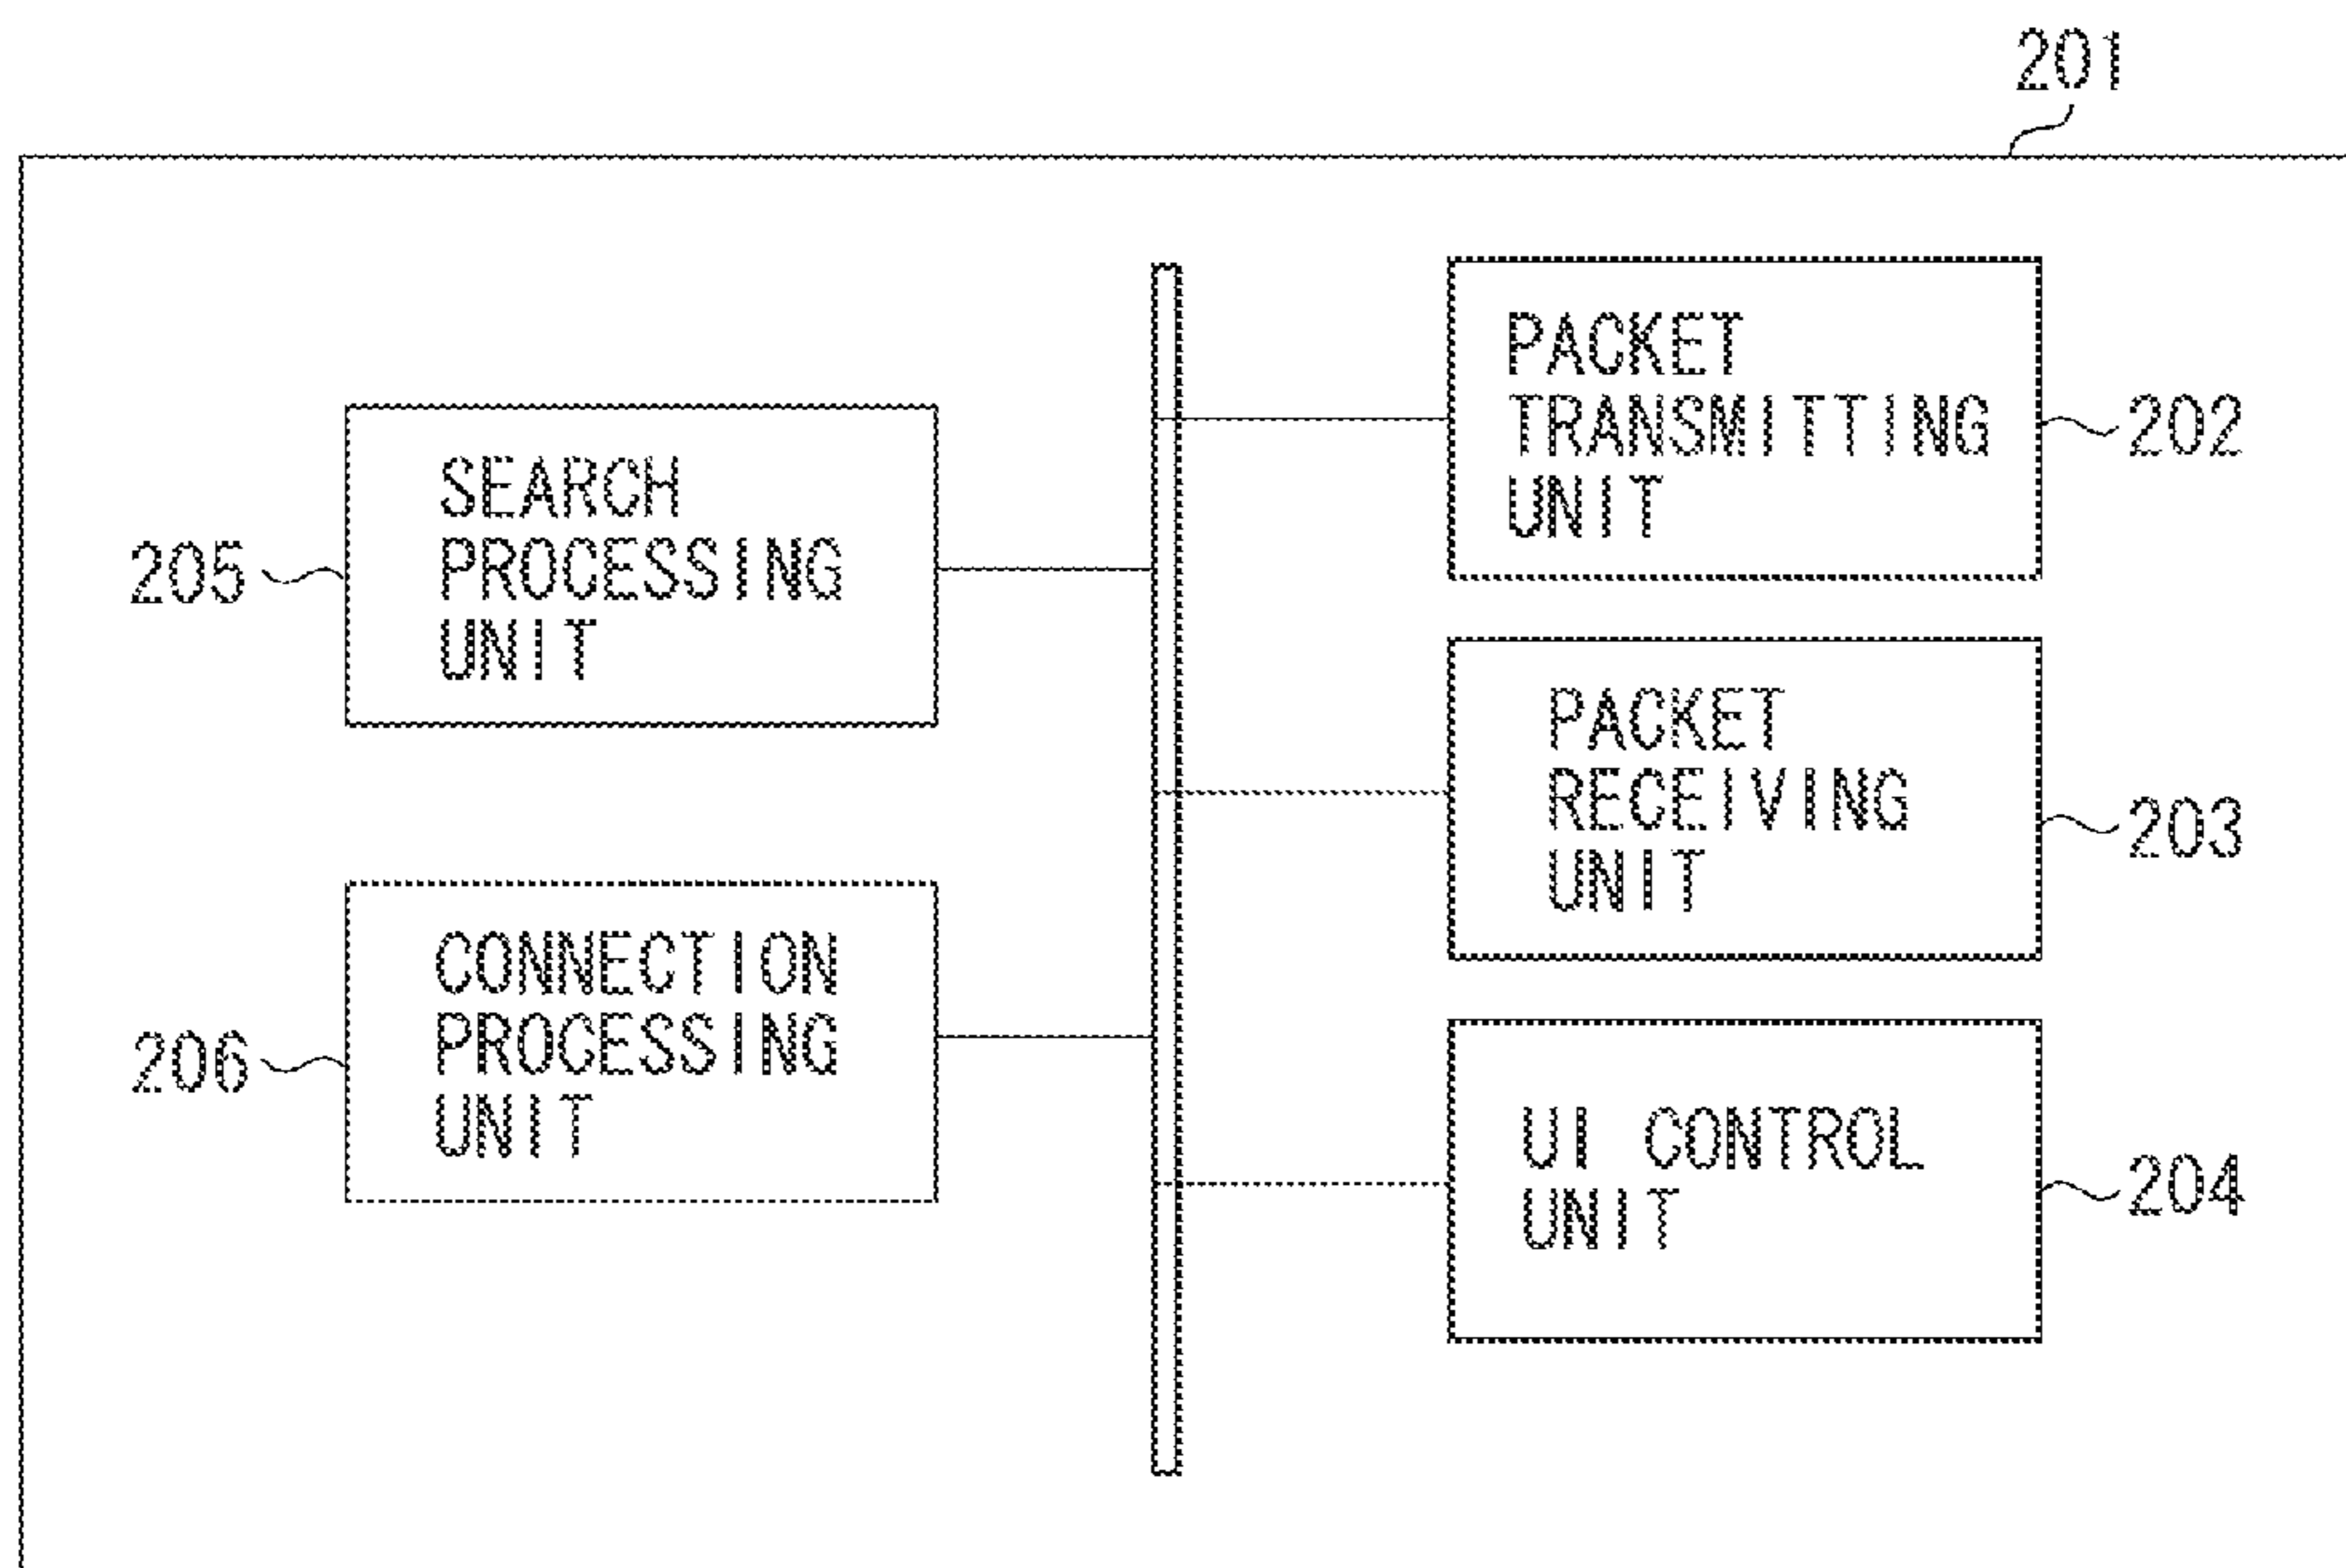 201
SEARCH
PROCESSING
UNIT
205
CONNECTION
PROCESSING
UNIT
206
PACKET
TRANSMITTING
UNIT
202
PACKET
RECEIVING
UNIT
203
UI CONTROL
UNIT
204